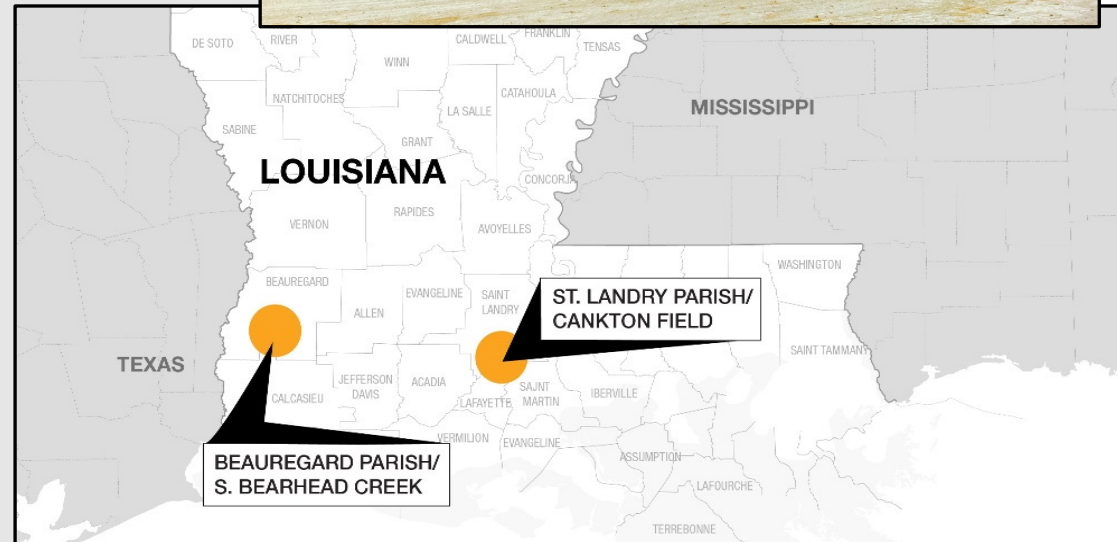 DE SOTO
RIVER
CALDWELL
FRANKLIN
TENSAS
WINN
NATCHITOCHES
CATAHOULA
LA SALLE
MISSISSIPPI
SABINE
GRANT
LOUISIANA
CONCORJA
RAPIDES
VERNON
AVOYELLES
WASHINGTON
BEAUREGARD
EVANGELINE
SAINT
LANDRY
ST. LANDRY PARISH/
CANKTON FIELD
ALLEN
TEXAS
SAINT TAMMANY
JEFFERSON
DAVIS
ACADIA
CALCASIEU
LAFAYETTE
SAJNT
MARTIN
IBERVILLE
VERMILION
EVANGELINE
BEAUREGARD PARISH/
S. BEARHEAD CREEK
ASSUMPTION
LAFOURCHE
TERREBONNE